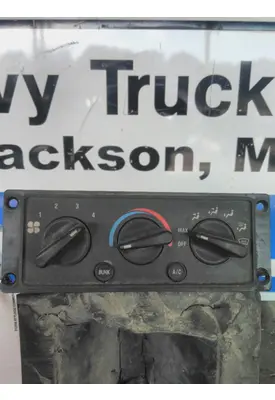 vy Truck
ackson, M
1 2 3 4
MAX
OFF
A/C